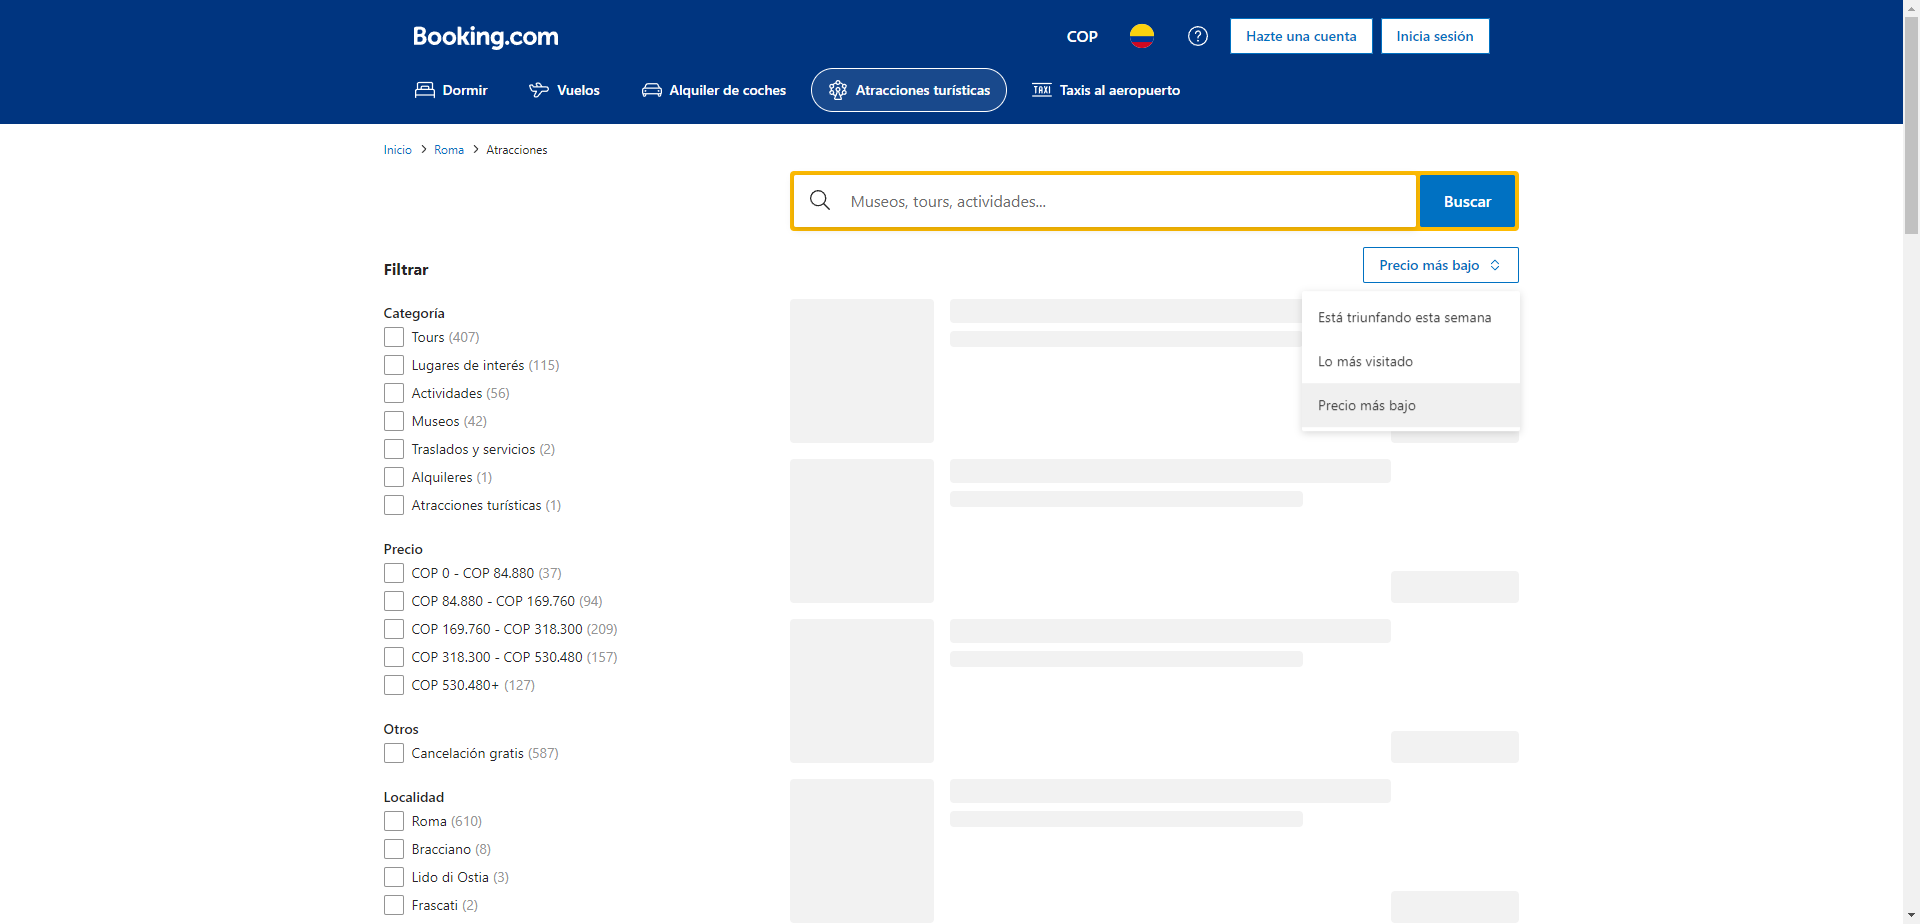 Booking.com
COP
Hazte una cuenta
Inicia sesión
Dormir
Vuelos
Alquiler de coches
Atracciones turísticas
TAXI
Taxis al aeropuerto
Inicio
Roma
Atracciones
Museos, tours, actividades...
Buscar
Filtrar
Precio más bajo
Está triunfando esta semana
Lo más visitado
Precio más bajo
Categoría
Tours (407)
Lugares de interés (115)
Actividades (56)
Museos (42)
Traslados y servicios (2)
Alquileres (1)
Atracciones turísticas (1)
Precio
COP 0 - COP 84.880 (37)
COP 84.880 - COP 169.760 (94)
COP 169.760 - COP 318.300 (209)
COP 318.300 - COP 530.480 (157)
COP 530.480+ (127)
Otros
Cancelación gratis (587)
Localidad
Roma (610)
Bracciano (8)
Lido di Ostia (3)
Frascati (2)